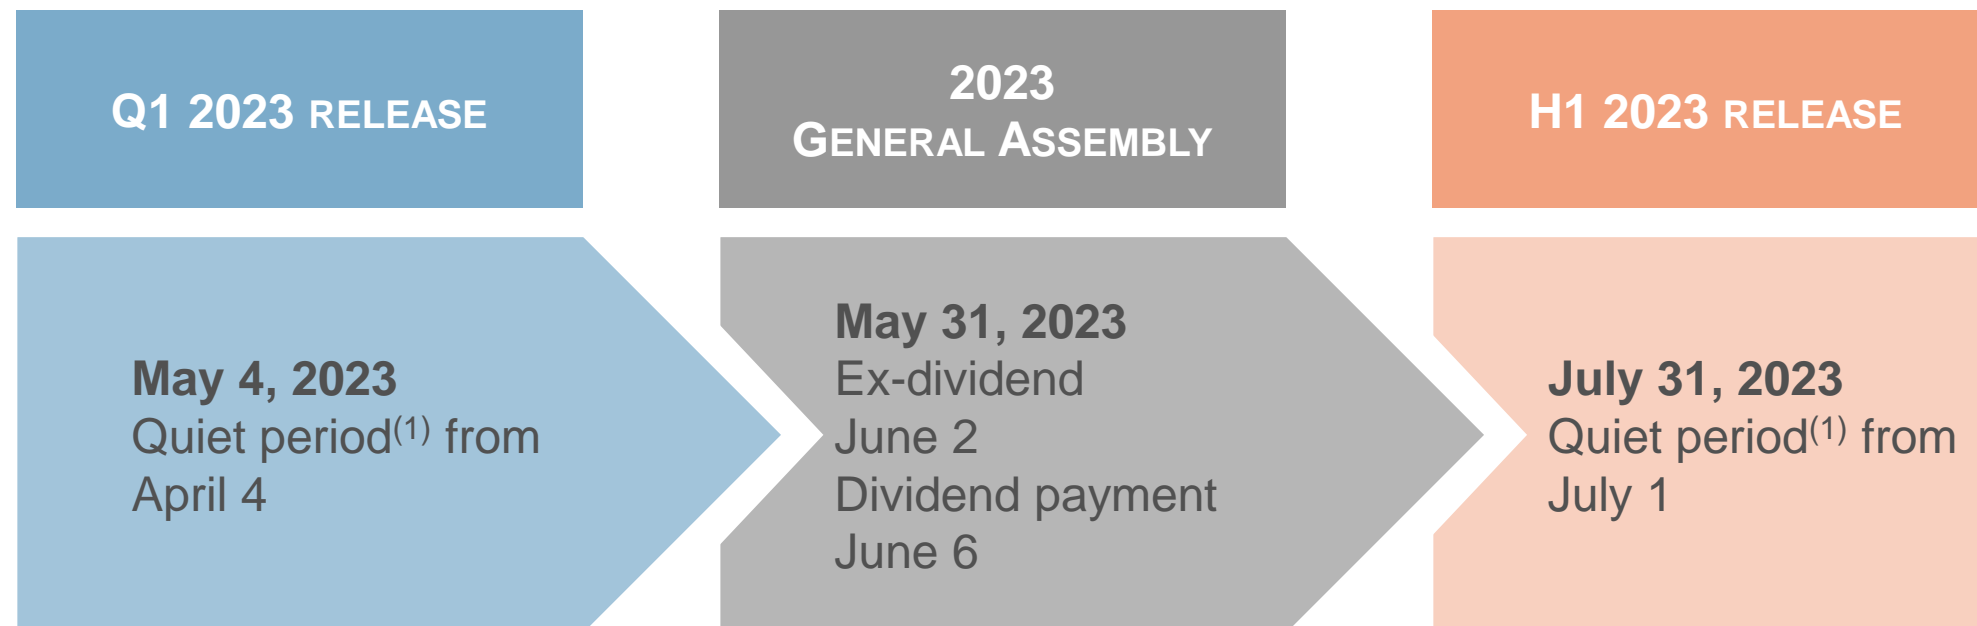 Q1 2023 RELEASE
2023
GENERAL ASSEMBLY
H1 2023 RELEASE
May 4, 2023
Quiet period(1) from
April 4
May 31, 2023
Ex-dividend
June 2
Dividend payment
June 6
July 31, 2023
Quiet period(1) from
July 1